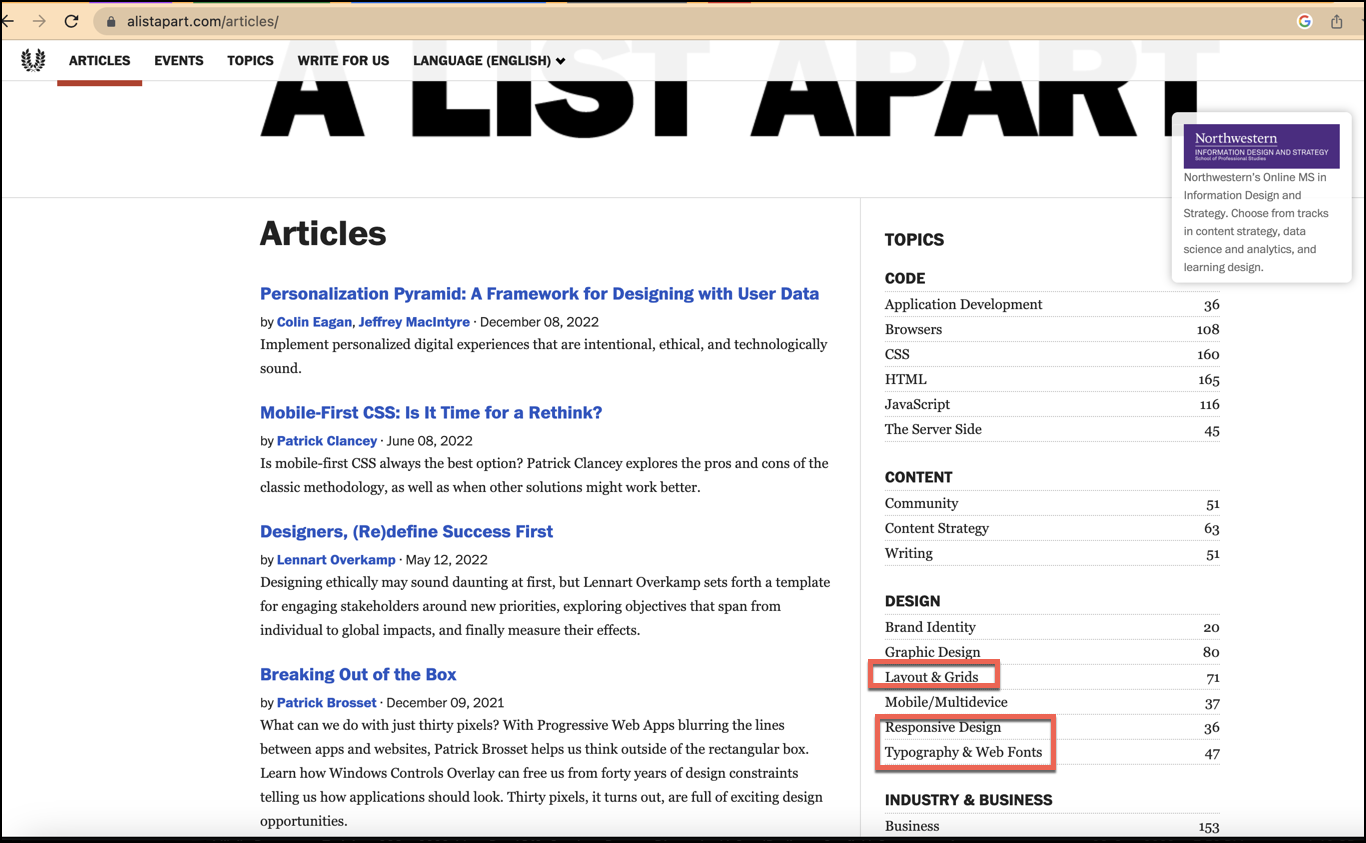 alistapart.com/articles/
ARTICLES EVENTS TOPICS WRITE FOR US LANGUAGE (ENGLISH)
A LIST APART
Northwestern
INFORMATION DESIGN AND STRATEGY
School of Professional Studies
Northwestern's Online MS in
Information Design and
Strategy. Choose from tracks
in content strategy, data
science and analytics, and
learning design.
Articles
Personalization Pyramid: A Framework for Designing with User Data
by Colin Eagan, Jeffrey MacIntyre · December 08, 2022
Implement personalized digital experiences that are intentional, ethical, and technologically
sound.
Mobile-First CSS: Is It Time for a Rethink?
by Patrick Clancey · June 08, 2022
Is mobile-first CSS always the best option? Patrick Clancey explores the pros and cons of the
classic methodology, as well as when other solutions might work better.
Designers, (Re)define Success First
by Lennart Overkamp · May 12, 2022
Designing ethically may sound daunting at first, but Lennart Overkamp sets forth a template
for engaging stakeholders around new priorities, exploring objectives that span from
individual to global impacts, and finally measure their effects.
Breaking Out of the Box
by Patrick Brosset · December 09, 2021
What can we do with just thirty pixels? With Progressive Web Apps blurring the lines
between apps and websites, Patrick Brosset helps us think outside of the rectangular box.
Learn how Windows Controls Overlay can free us from forty years of design constraints
telling us how applications should look. Thirty pixels, it turns out, are full of exciting design
opportunities.
TOPICS
CODE
Application Development 36
Browsers 108
CSS 160
HTML 165
JavaScript 116
The Server Side 45
CONTENT
Community 51
Content Strategy 63
Writing 51
DESIGN
Brand Identity 20
Graphic Design 80
Layout & Grids 71
Mobile/Multidevice 37
Responsive Design 36
Typography & Web Fonts 47
INDUSTRY & BUSINESS
Business 153